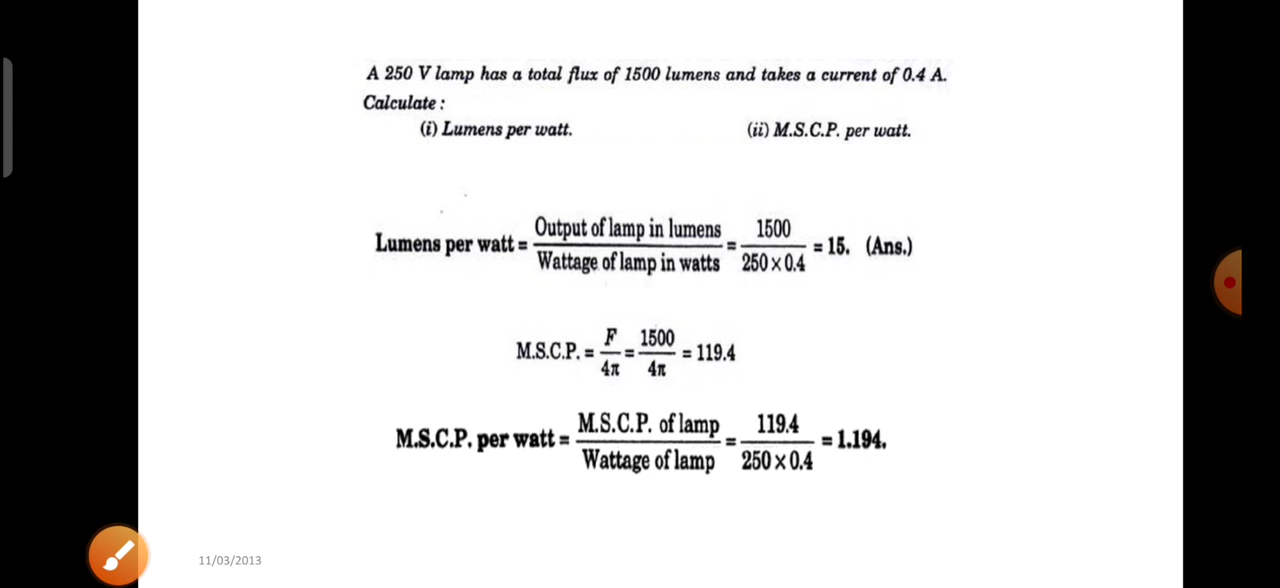 A 250 V lamp has a total flux of 1500 lumens and takes a current of 0.4 A.
Calculate :
(i) Lumens per watt. (ii) M.S.C.P. per watt.
Lumens per watt = Output of lamp in lumens / Wattage of lamp in watts = 1500 / 250 × 0.4 = 15. (Ans.)
M.S.C.P. = F / 4π = 1500 / 4π = 119.4
M.S.C.P. per watt = M.S.C.P. of lamp / Wattage of lamp = 119.4 / 250 × 0.4 = 1.194.
11/03/2013